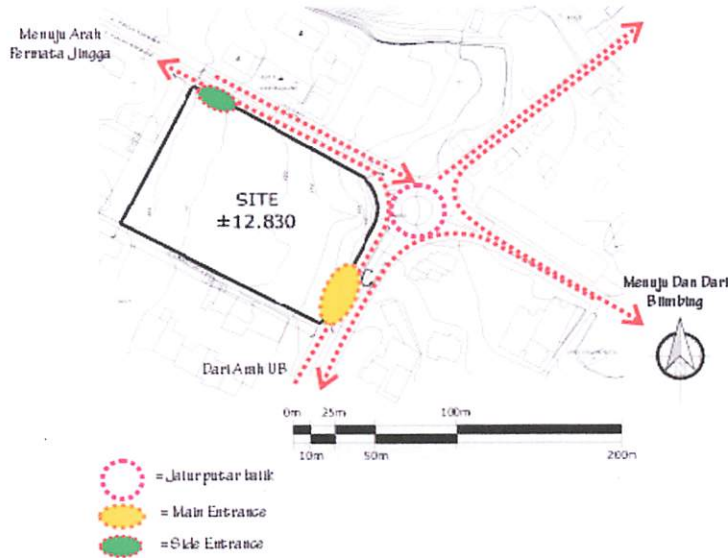 Menuju Arah
Permata Jingga
SITE
±12.830
C
Menuju Dan Dari
Blimbing
Dari Arah UB
0m 25m 100m
10m 50m 200m
= Jalur putar balik
= Main Entrance
= Side Entrance